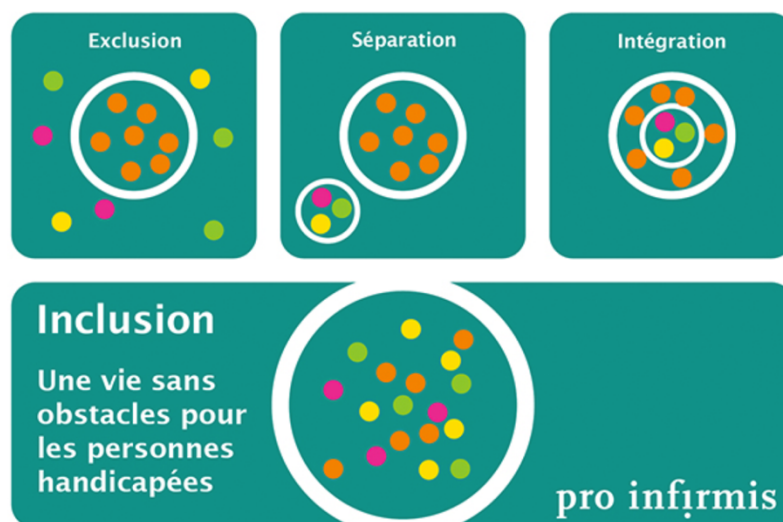 Exclusion
Séparation
Intégration
Inclusion
Une vie sans
obstacles pour
les personnes
handicapées
pro infirmis